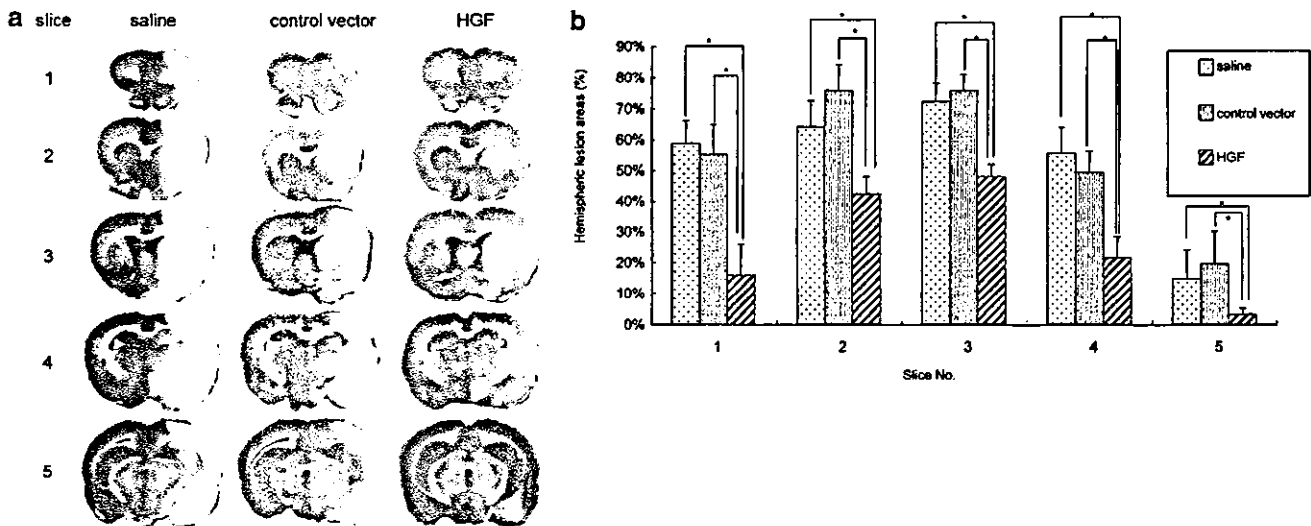 a slice saline control vector HGF
1
2
3
4
5
b
Hemispheric lesion areas (%)
90%
80%
70%
60%
50%
40%
30%
20%
10%
0%
* * * * * * * * * *
1 2 3 4 5
Slice No.
saline
control vector
HGF